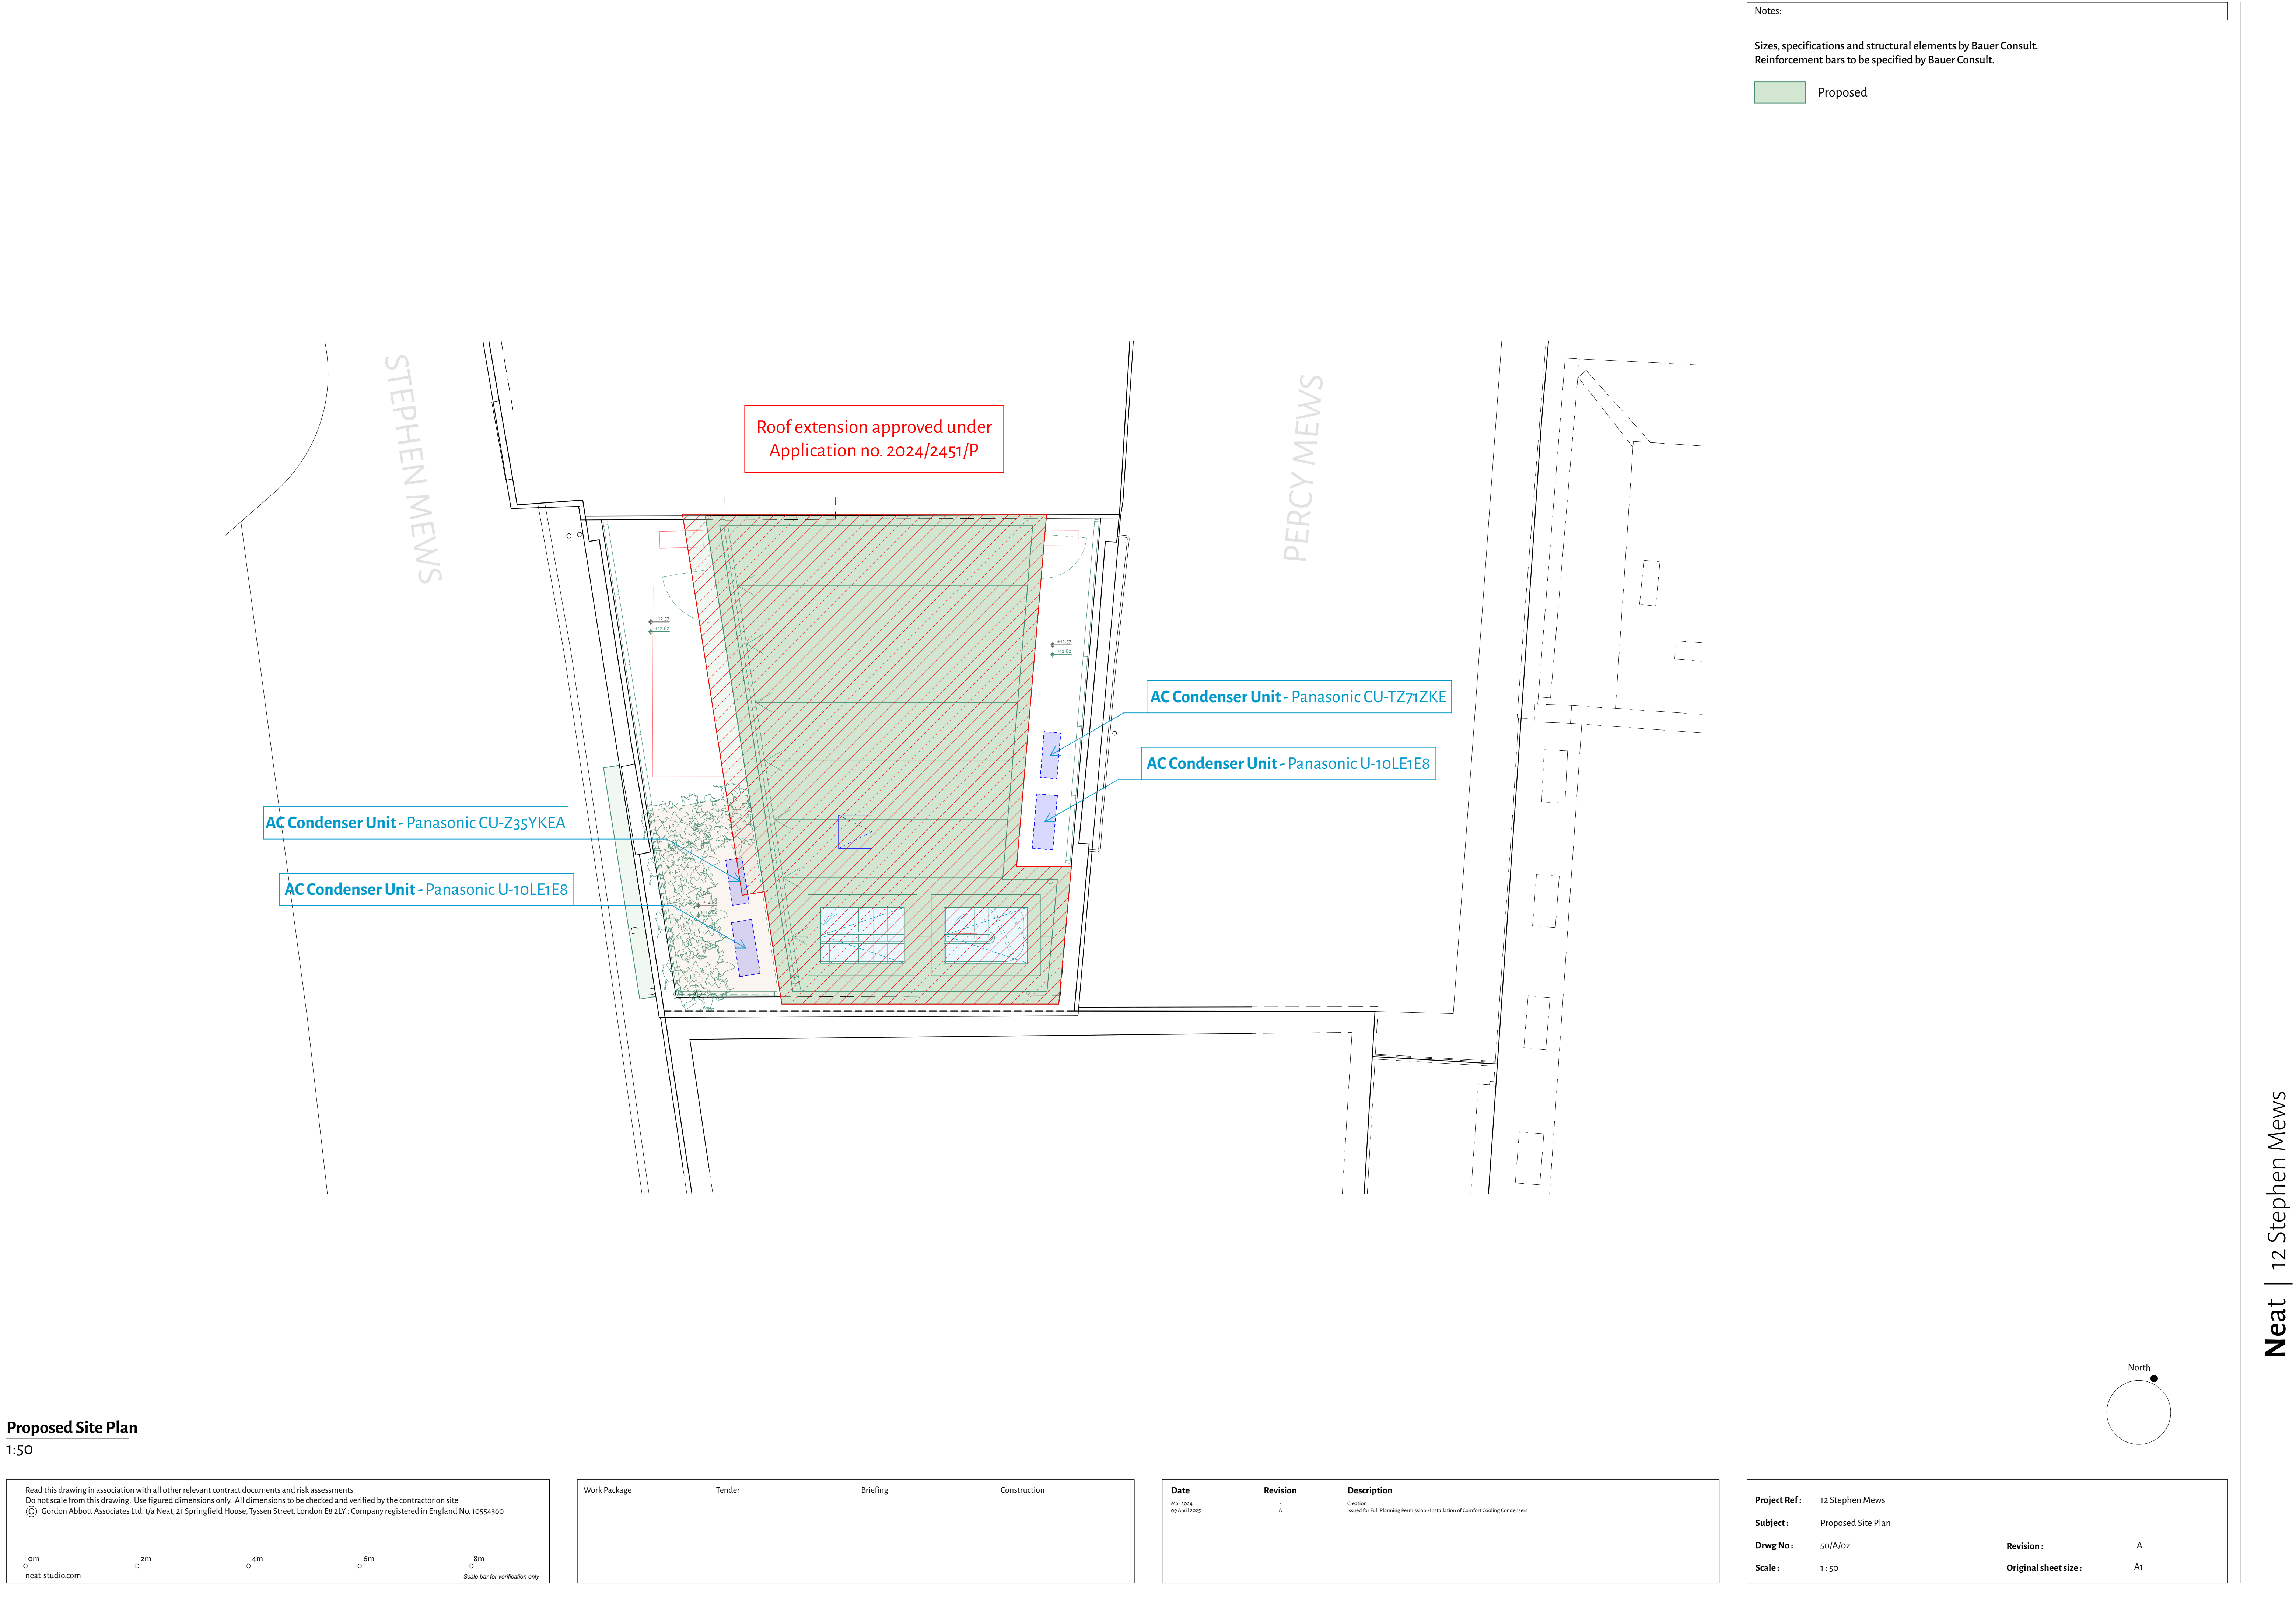 Notes:
Sizes, specifications and structural elements by Bauer Consult.
Reinforcement bars to be specified by Bauer Consult.
Proposed
STEPHEN MEWS
PERCY MEWS
Roof extension approved under
Application no. 2024/2451/P
+12.57
+12.82
+12.57
+12.82
AC Condenser Unit - Panasonic CU-TZ71ZKE
AC Condenser Unit - Panasonic U-10LE1E8
AC Condenser Unit - Panasonic CU-Z35YKEA
AC Condenser Unit - Panasonic U-10LE1E8
Neat | 12 Stephen Mews
North
Proposed Site Plan
1:50
Read this drawing in association with all other relevant contract documents and risk assessments
Do not scale from this drawing. Use figured dimensions only. All dimensions to be checked and verified by the contractor on site
© Gordon Abbott Associates Ltd. t/a Neat, 21 Springfield House, Tyssen Street, London E8 2LY : Company registered in England No. 10554360
0m 2m 4m 6m 8m
neat-studio.com
Scale bar for verification only
Work Package Tender Briefing Construction
Date Revision Description
Mar 2024 - Creation
09 April 2025 A Issued for Full Planning Permission - Installation of Comfort Cooling Condensers
Project Ref : 12 Stephen Mews
Subject : Proposed Site Plan
Drwg No : 50/A/02 Revision : A
Scale : 1 : 50 Original sheet size : A1